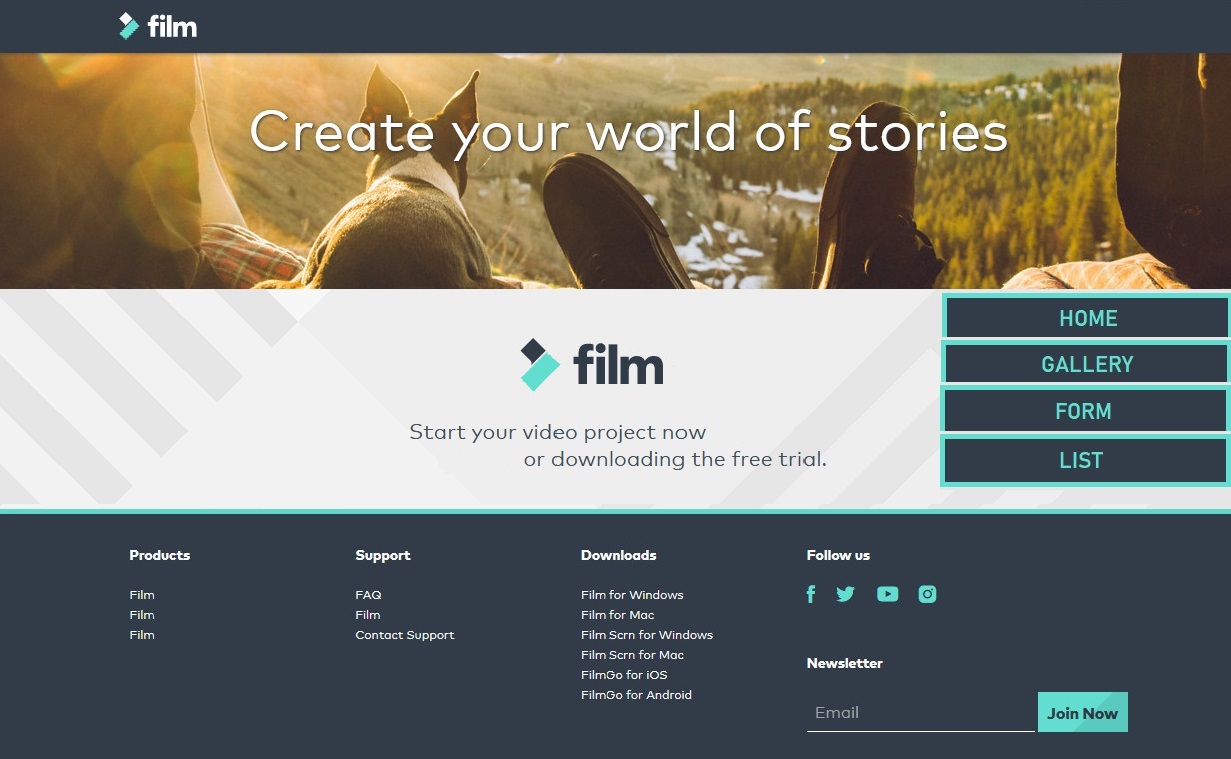 film
Create your world of stories
film
Start your video project now
or downloading the free trial.
HOME
GALLERY
FORM
LIST
Products
Film
Film
Film
Support
FAQ
Film
Contact Support
Downloads
Film for Windows
Film for Mac
Film Scrn for Windows
Film Scrn for Mac
FilmGo for iOS
FilmGo for Android
Follow us
Newsletter
Email
Join Now